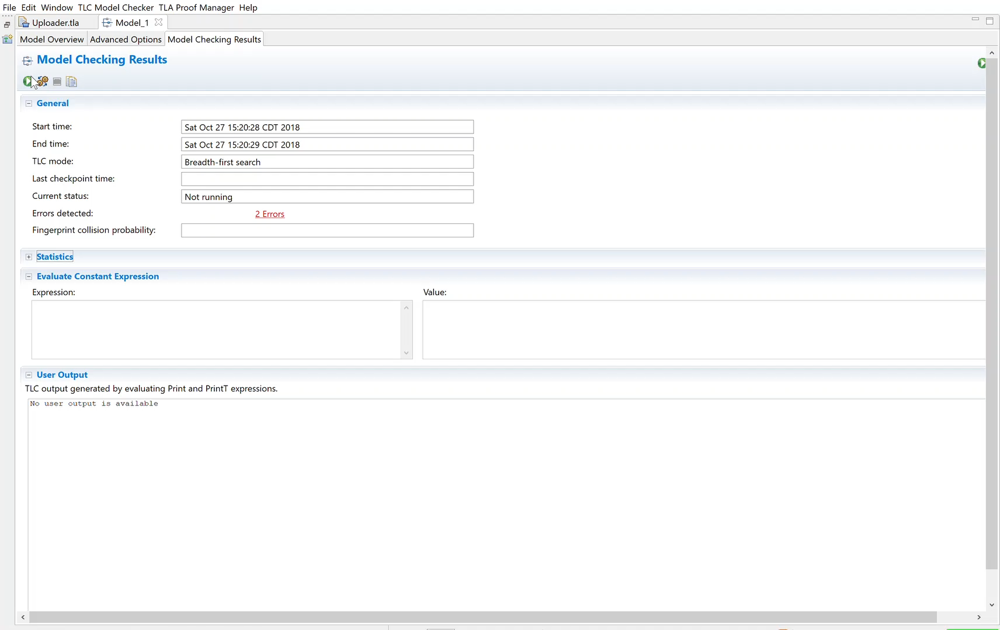 File Edit Window TLC Model Checker TLA Proof Manager Help
Uploader.tla Model_1
Model Overview Advanced Options Model Checking Results
Model Checking Results
General
Start time: Sat Oct 27 15:20:28 CDT 2018
End time: Sat Oct 27 15:20:29 CDT 2018
TLC mode: Breadth-first search
Last checkpoint time:
Current status: Not running
Errors detected: 2 Errors
Fingerprint collision probability:
Statistics
Evaluate Constant Expression
Expression: Value:
User Output
TLC output generated by evaluating Print and PrintT expressions.
No user output is available